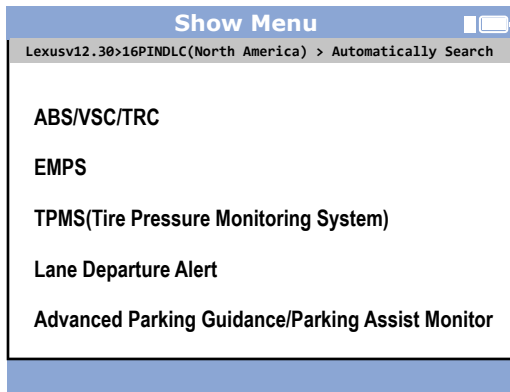 Show Menu
Lexusv12.30>16PINDLC(North America) > Automatically Search
ABS/VSC/TRC
EMPS
TPMS(Tire Pressure Monitoring System)
Lane Departure Alert
Advanced Parking Guidance/Parking Assist Monitor